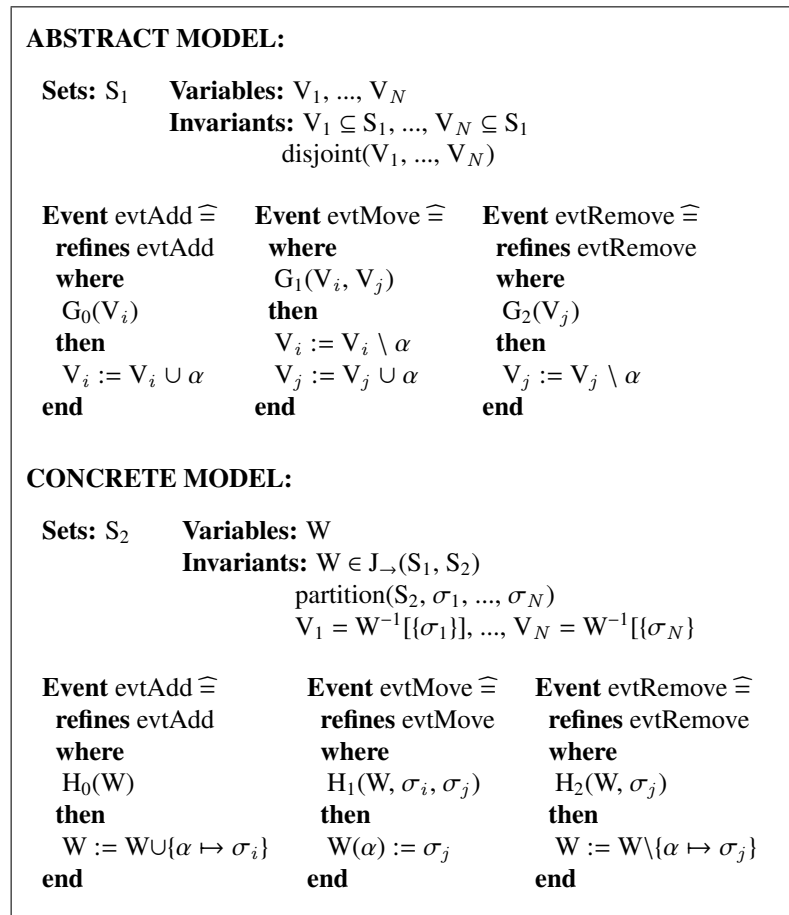 ABSTRACT MODEL:
Sets: S₁ Variables: V₁, ..., V_N
Invariants: V₁ ⊆ S₁, ..., V_N ⊆ S₁
disjoint(V₁, ..., V_N)
Event evtAdd ≙ Event evtMove ≙ Event evtRemove ≙
refines evtAdd where refines evtRemove
where G₁(V_i, V_j) where
G₀(V_i) then G₂(V_j)
then V_i := V_i \ α then
V_i := V_i ∪ α V_j := V_j ∪ α V_j := V_j \ α
end end end
CONCRETE MODEL:
Sets: S₂ Variables: W
Invariants: W ∈ J→(S₁, S₂)
partition(S₂, σ₁, ..., σ_N)
V₁ = W⁻¹[{σ₁}], ..., V_N = W⁻¹[{σ_N}
Event evtAdd ≙ Event evtMove ≙ Event evtRemove ≙
refines evtAdd refines evtMove refines evtRemove
where where where
H₀(W) H₁(W, σ_i, σ_j) H₂(W, σ_j)
then then then
W := W∪{α ↦ σ_i} W(α) := σ_j W := W\{α ↦ σ_j}
end end end